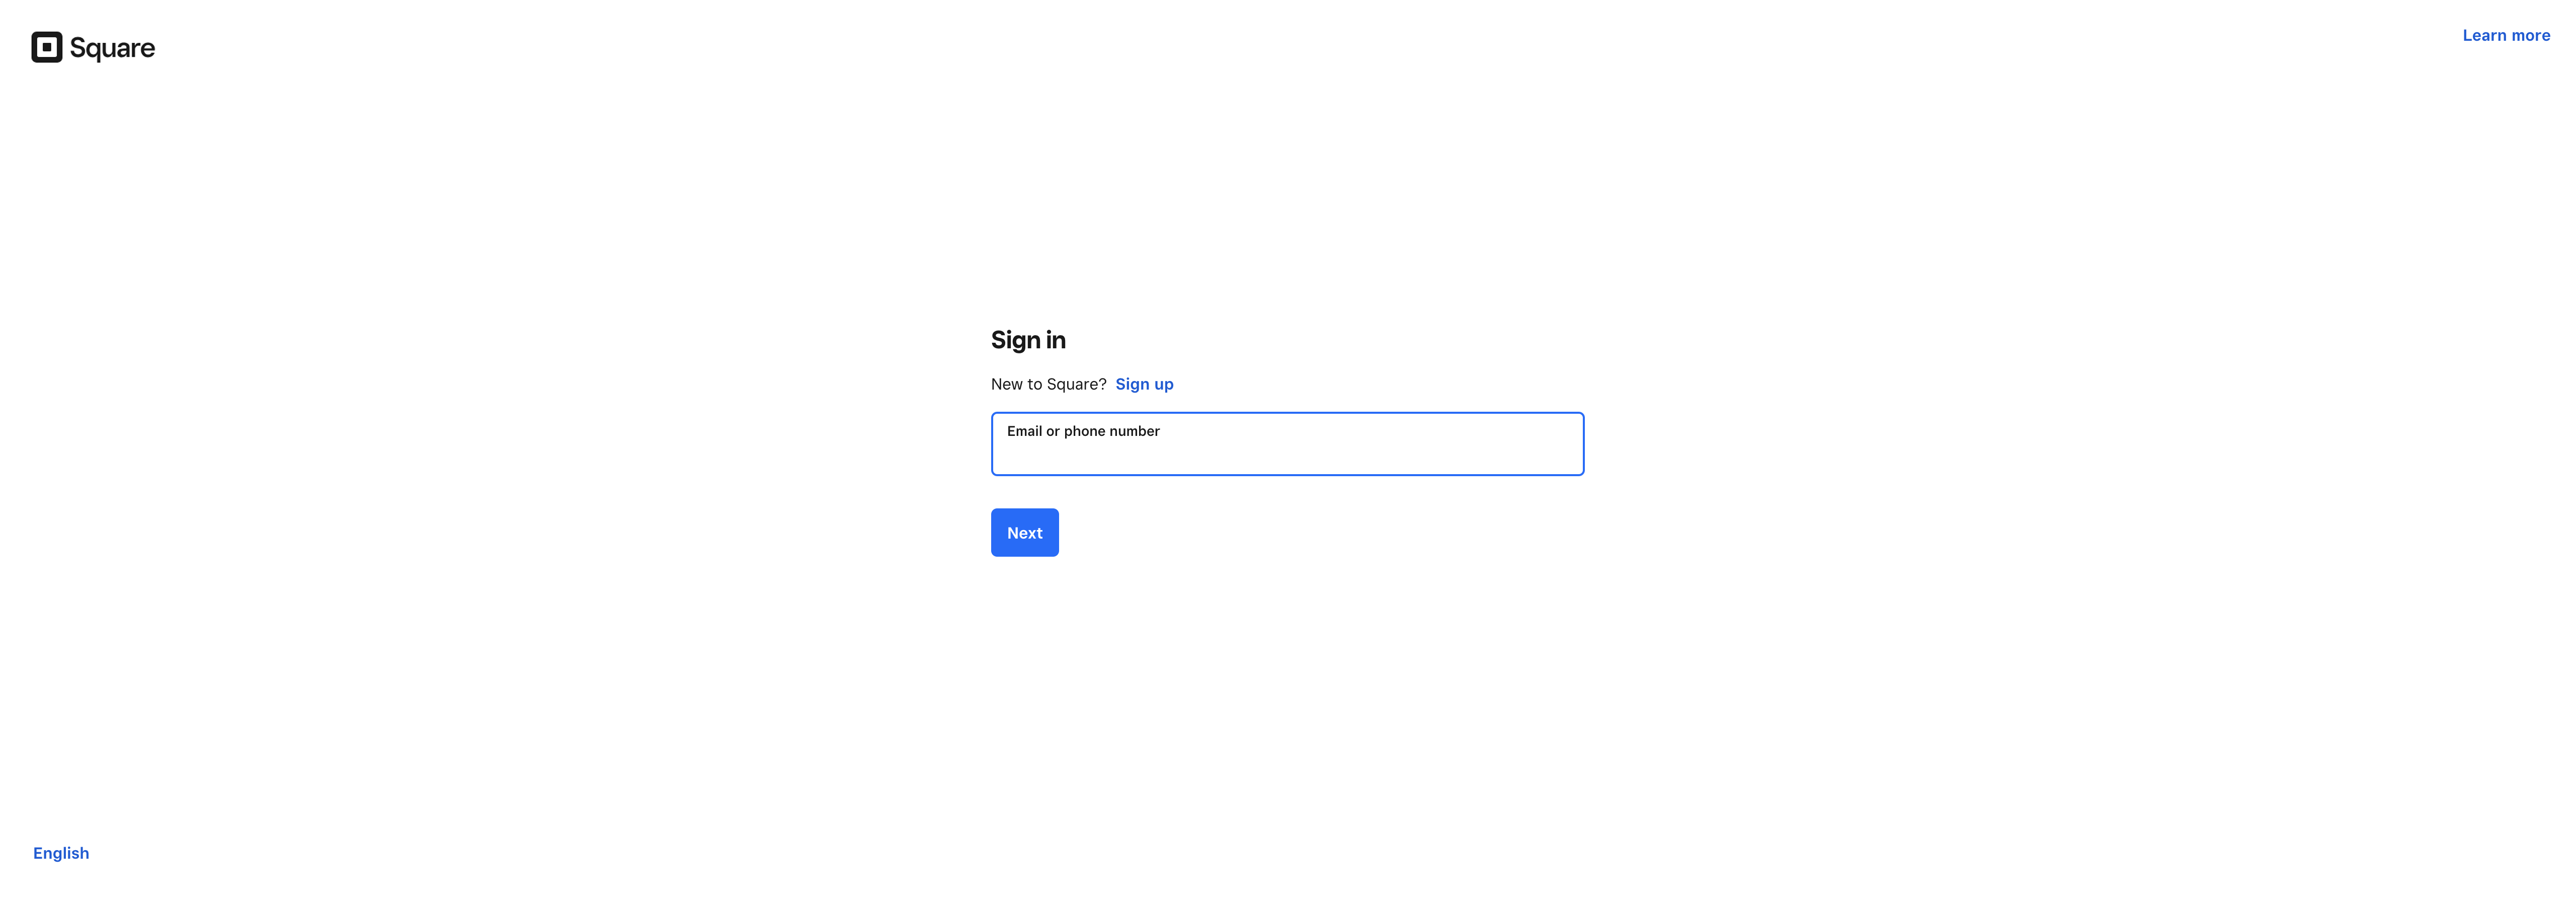 Square
Learn more
Sign in
New to Square? Sign up
Email or phone number
Next
English